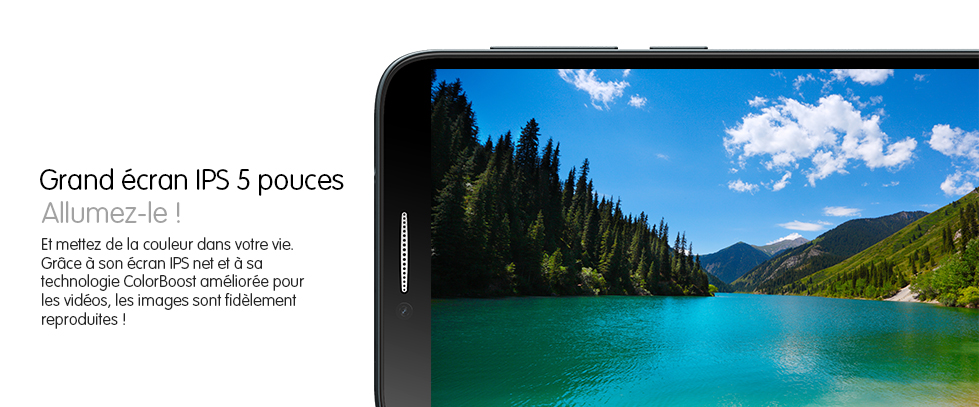 Grand écran IPS 5 pouces
Allumez-le !
Et mettez de la couleur dans votre vie.
Grâce à son écran IPS net et à sa
technologie ColorBoost améliorée pour
les vidéos, les images sont fidèlement
reproduites !